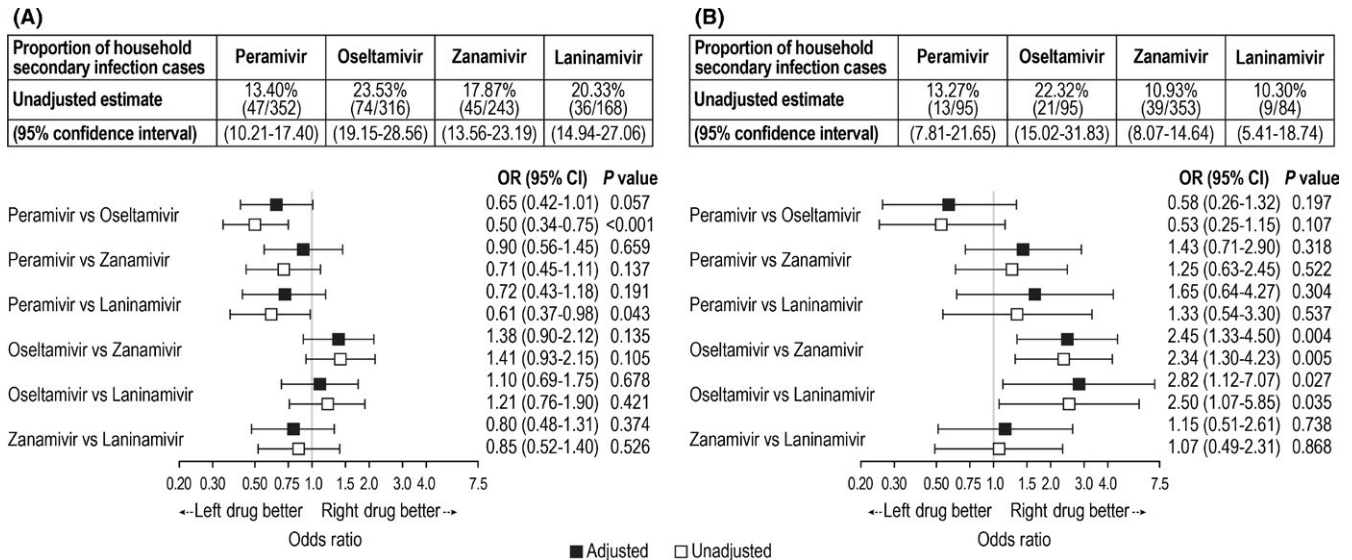 (A)
Proportion of household secondary infection cases Peramivir Oseltamivir Zanamivir Laninamivir
Unadjusted estimate 13.40% (47/352) 23.53% (74/316) 17.87% (45/243) 20.33% (36/168)
(95% confidence interval) (10.21-17.40) (19.15-28.56) (13.56-23.19) (14.94-27.06)
OR (95% CI) P value
Peramivir vs Oseltamivir
0.65 (0.42-1.01) 0.057
0.50 (0.34-0.75) <0.001
Peramivir vs Zanamivir
0.90 (0.56-1.45) 0.659
0.71 (0.45-1.11) 0.137
Peramivir vs Laninamivir
0.72 (0.43-1.18) 0.191
0.61 (0.37-0.98) 0.043
Oseltamivir vs Zanamivir
1.38 (0.90-2.12) 0.135
1.41 (0.93-2.15) 0.105
Oseltamivir vs Laninamivir
1.10 (0.69-1.75) 0.678
1.21 (0.76-1.90) 0.421
Zanamivir vs Laninamivir
0.80 (0.48-1.31) 0.374
0.85 (0.52-1.40) 0.526
0.20 0.30 0.50 0.75 1.0 1.5 2.0 3.0 4.0 7.5
Left drug better Right drug better
Odds ratio
(B)
Proportion of household secondary infection cases Peramivir Oseltamivir Zanamivir Laninamivir
Unadjusted estimate 13.27% (13/95) 22.32% (21/95) 10.93% (39/353) 10.30% (9/84)
(95% confidence interval) (7.81-21.65) (15.02-31.83) (8.07-14.64) (5.41-18.74)
OR (95% CI) P value
Peramivir vs Oseltamivir
0.58 (0.26-1.32) 0.197
0.53 (0.25-1.15) 0.107
Peramivir vs Zanamivir
1.43 (0.71-2.90) 0.318
1.25 (0.63-2.45) 0.522
Peramivir vs Laninamivir
1.65 (0.64-4.27) 0.304
1.33 (0.54-3.30) 0.537
Oseltamivir vs Zanamivir
2.45 (1.33-4.50) 0.004
2.34 (1.30-4.23) 0.005
Oseltamivir vs Laninamivir
2.82 (1.12-7.07) 0.027
2.50 (1.07-5.85) 0.035
Zanamivir vs Laninamivir
1.15 (0.51-2.61) 0.738
1.07 (0.49-2.31) 0.868
0.20 0.30 0.50 0.75 1.0 1.5 2.0 3.0 4.0 7.5
Left drug better Right drug better
Odds ratio
Adjusted Unadjusted